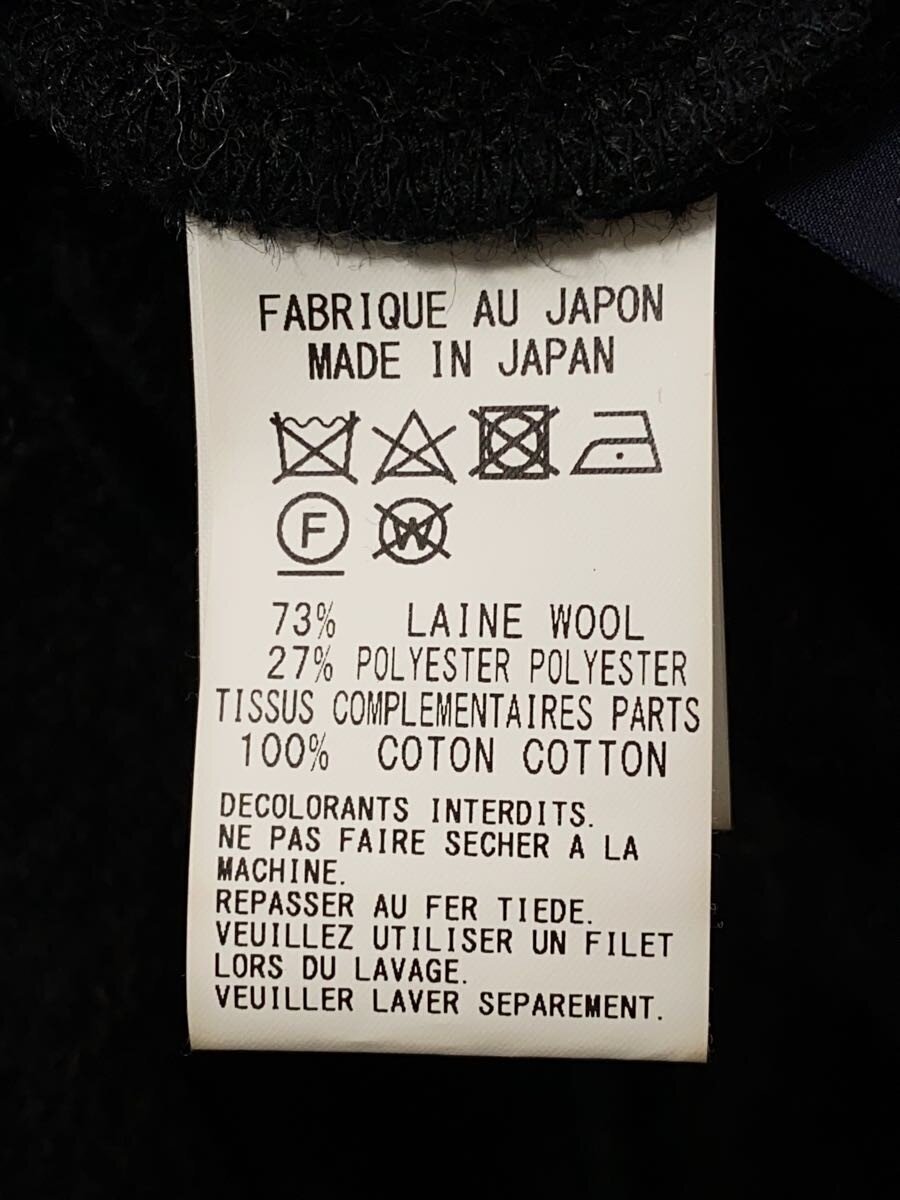 FABRIQUE AU JAPON
MADE IN JAPAN
F W
73% LAINE WOOL
27% POLYESTER POLYESTER
TISSUS COMPLEMENTAIRES PARTS
100% COTON COTTON
DECOLORANTS INTERDITS.
NE PAS FAIRE SECHER A LA
MACHINE.
REPASSER AU FER TIEDE.
VEUILLEZ UTILISER UN FILET
LORS DU LAVAGE.
VEUILLER LAVER SEPAREMENT.